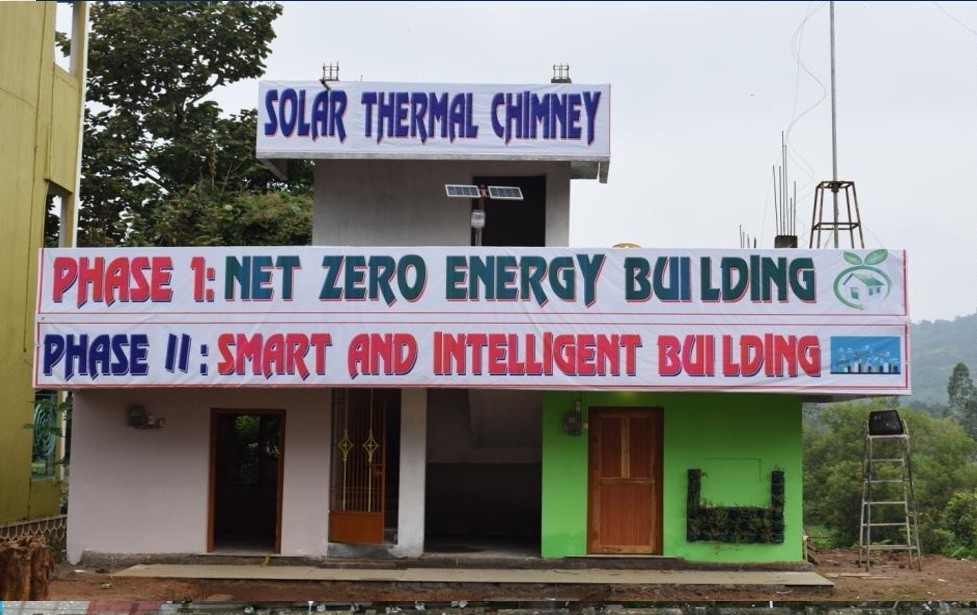 SOLAR THERMAL CHIMNEY
PHASE 1: NET ZERO ENERGY BUILDING
PHASE II: SMART AND INTELLIGENT BUILDING